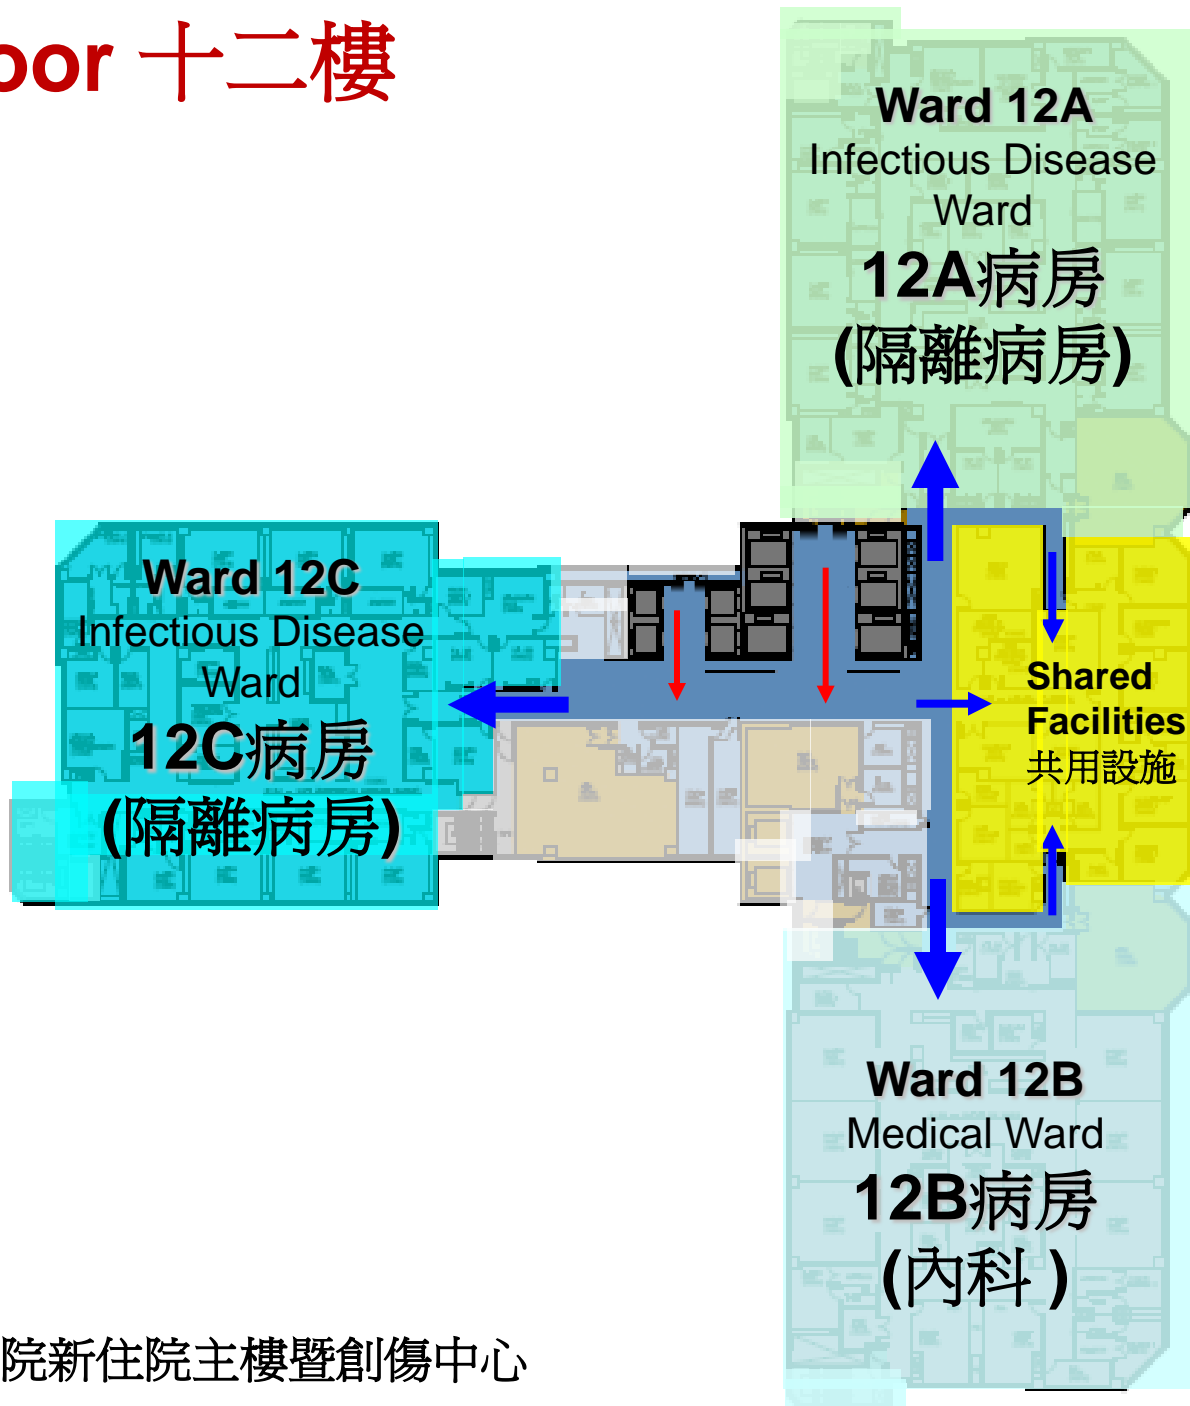 oor 十二樓
Ward 12A
Infectious Disease
Ward
12A病房
(隔離病房)
Ward 12C
Infectious Disease
Ward
12C病房
(隔離病房)
Shared
Facilities
共用設施
Ward 12B
Medical Ward
12B病房
(內科 )
院新住院主樓暨創傷中心